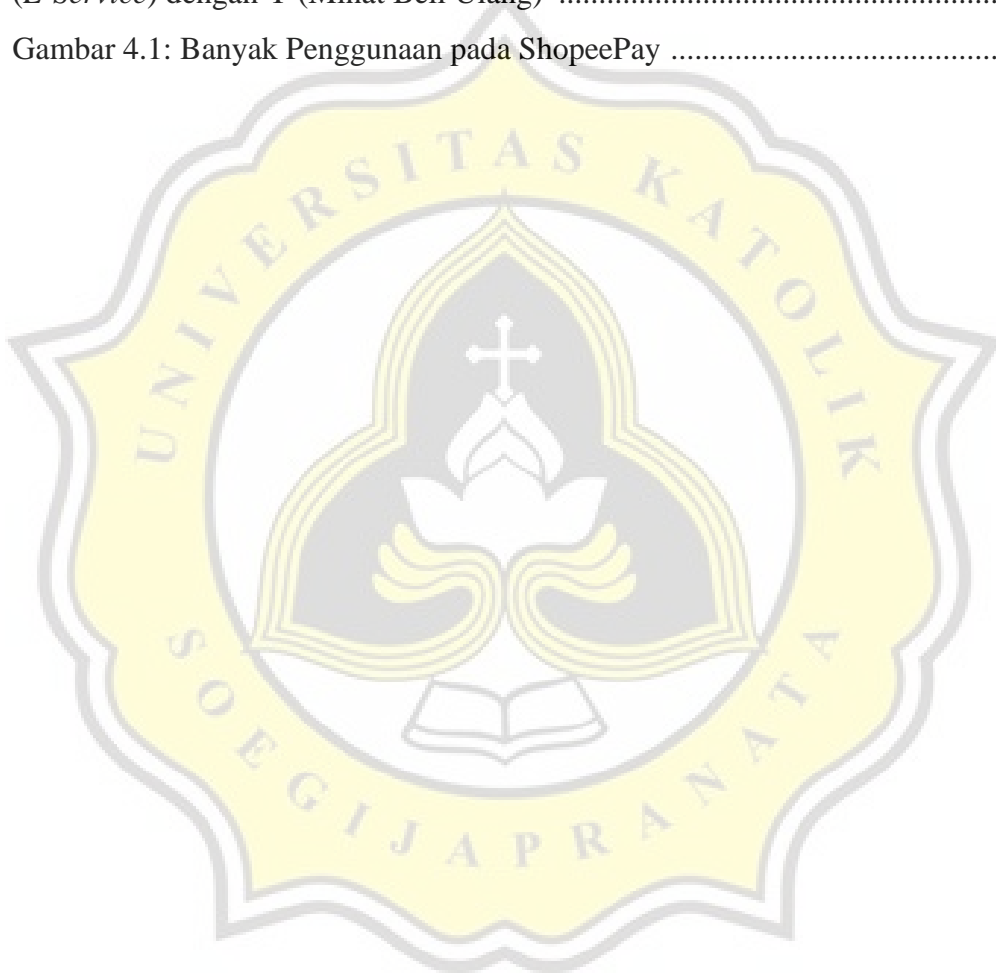 (E-Service) dengan Y (Minat Beli Ulang) ........................................
Gambar 4.1: Banyak Penggunaan pada ShopeePay ..............................
UNIVERSITAS KATOLIK
SOEGIJAPRANATA